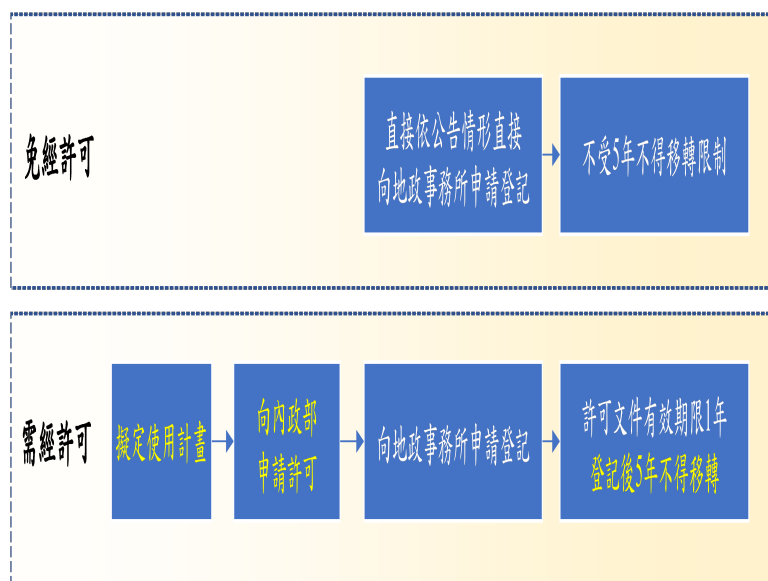 免經許可
直接依公告情形直接
向地政事務所申請登記
不受5年不得移轉限制
需經許可
擬定使用計畫
向內政部
申請許可
向地政事務所申請登記
許可文件有效期限1年
登記後5年不得移轉